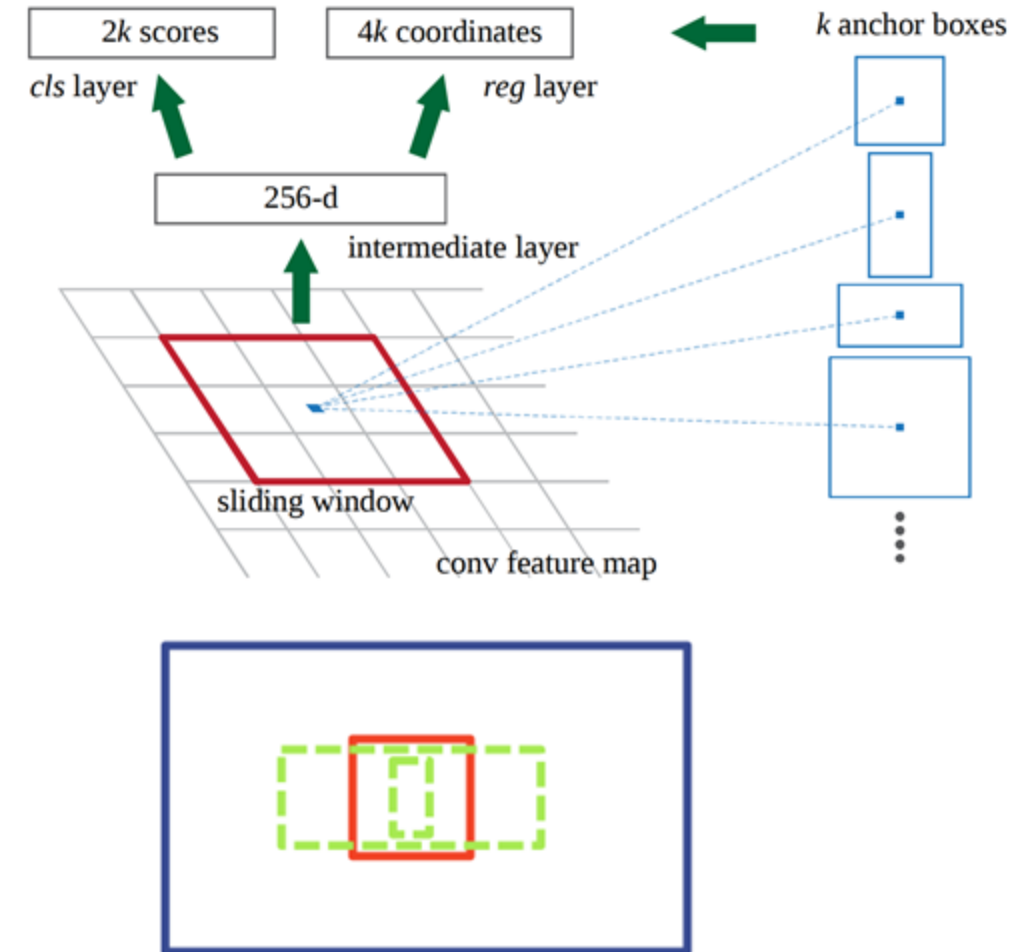 2k scores
4k coordinates
k anchor boxes
cls layer
reg layer
256-d
intermediate layer
sliding window
conv feature map